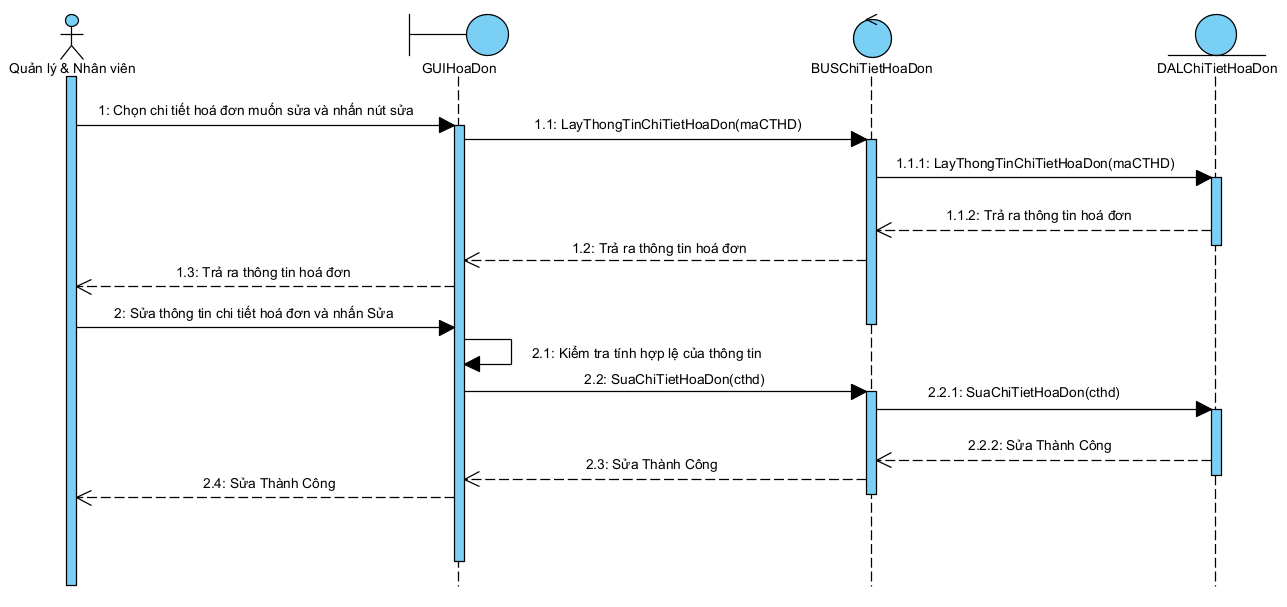 Quản lý & Nhân viên
GUIHoaDon
BUSChiTietHoaDon
DALChiTietHoaDon
1: Chọn chi tiết hoá đơn muốn sửa và nhấn nút sửa
1.1: LayThongTinChiTietHoaDon(maCTHD)
1.1.1: LayThongTinChiTietHoaDon(maCTHD)
1.1.2: Trả ra thông tin hoá đơn
1.2: Trả ra thông tin hoá đơn
1.3: Trả ra thông tin hoá đơn
2: Sửa thông tin chi tiết hoá đơn và nhấn Sửa
2.1: Kiểm tra tính hợp lệ của thông tin
2.2: SuaChiTietHoaDon(cthd)
2.2.1: SuaChiTietHoaDon(cthd)
2.2.2: Sửa Thành Công
2.3: Sửa Thành Công
2.4: Sửa Thành Công